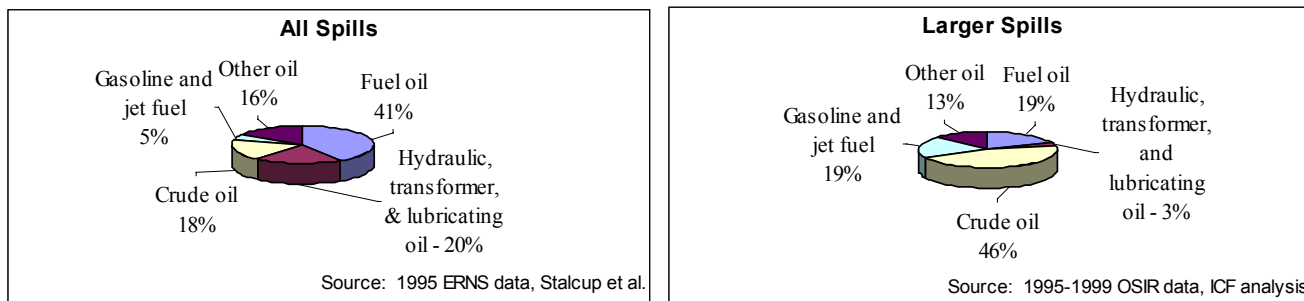 All Spills
Other oil
16%
Fuel oil
41%
Gasoline and
jet fuel
5%
Hydraulic,
transformer,
& lubricating
oil - 20%
Crude oil
18%
Source: 1995 ERNS data, Stalcup et al.
Larger Spills
Other oil
13%
Fuel oil
19%
Hydraulic,
transformer,
and
lubricating
oil - 3%
Gasoline and
jet fuel
19%
Crude oil
46%
Source: 1995-1999 OSIR data, ICF analysis